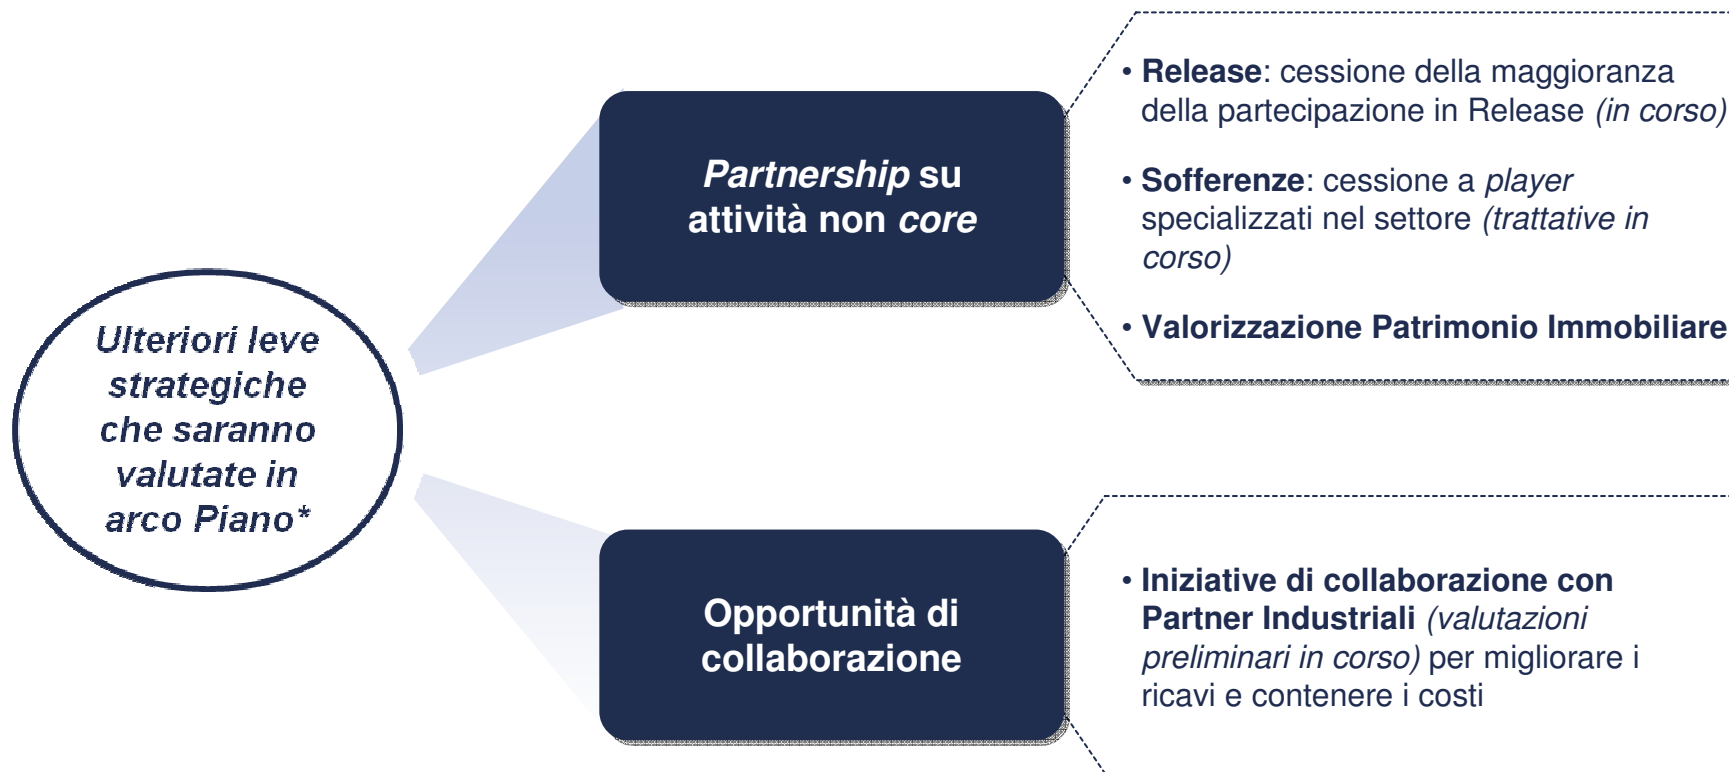 Ulteriori leve
strategiche
che saranno
valutate in
arco Piano*
Partnership su
attività non core
• Release: cessione della maggioranza
della partecipazione in Release (in corso)
• Sofferenze: cessione a player
specializzati nel settore (trattative in
corso)
• Valorizzazione Patrimonio Immobiliare
Opportunità di
collaborazione
• Iniziative di collaborazione con
Partner Industriali (valutazioni
preliminari in corso) per migliorare i
ricavi e contenere i costi